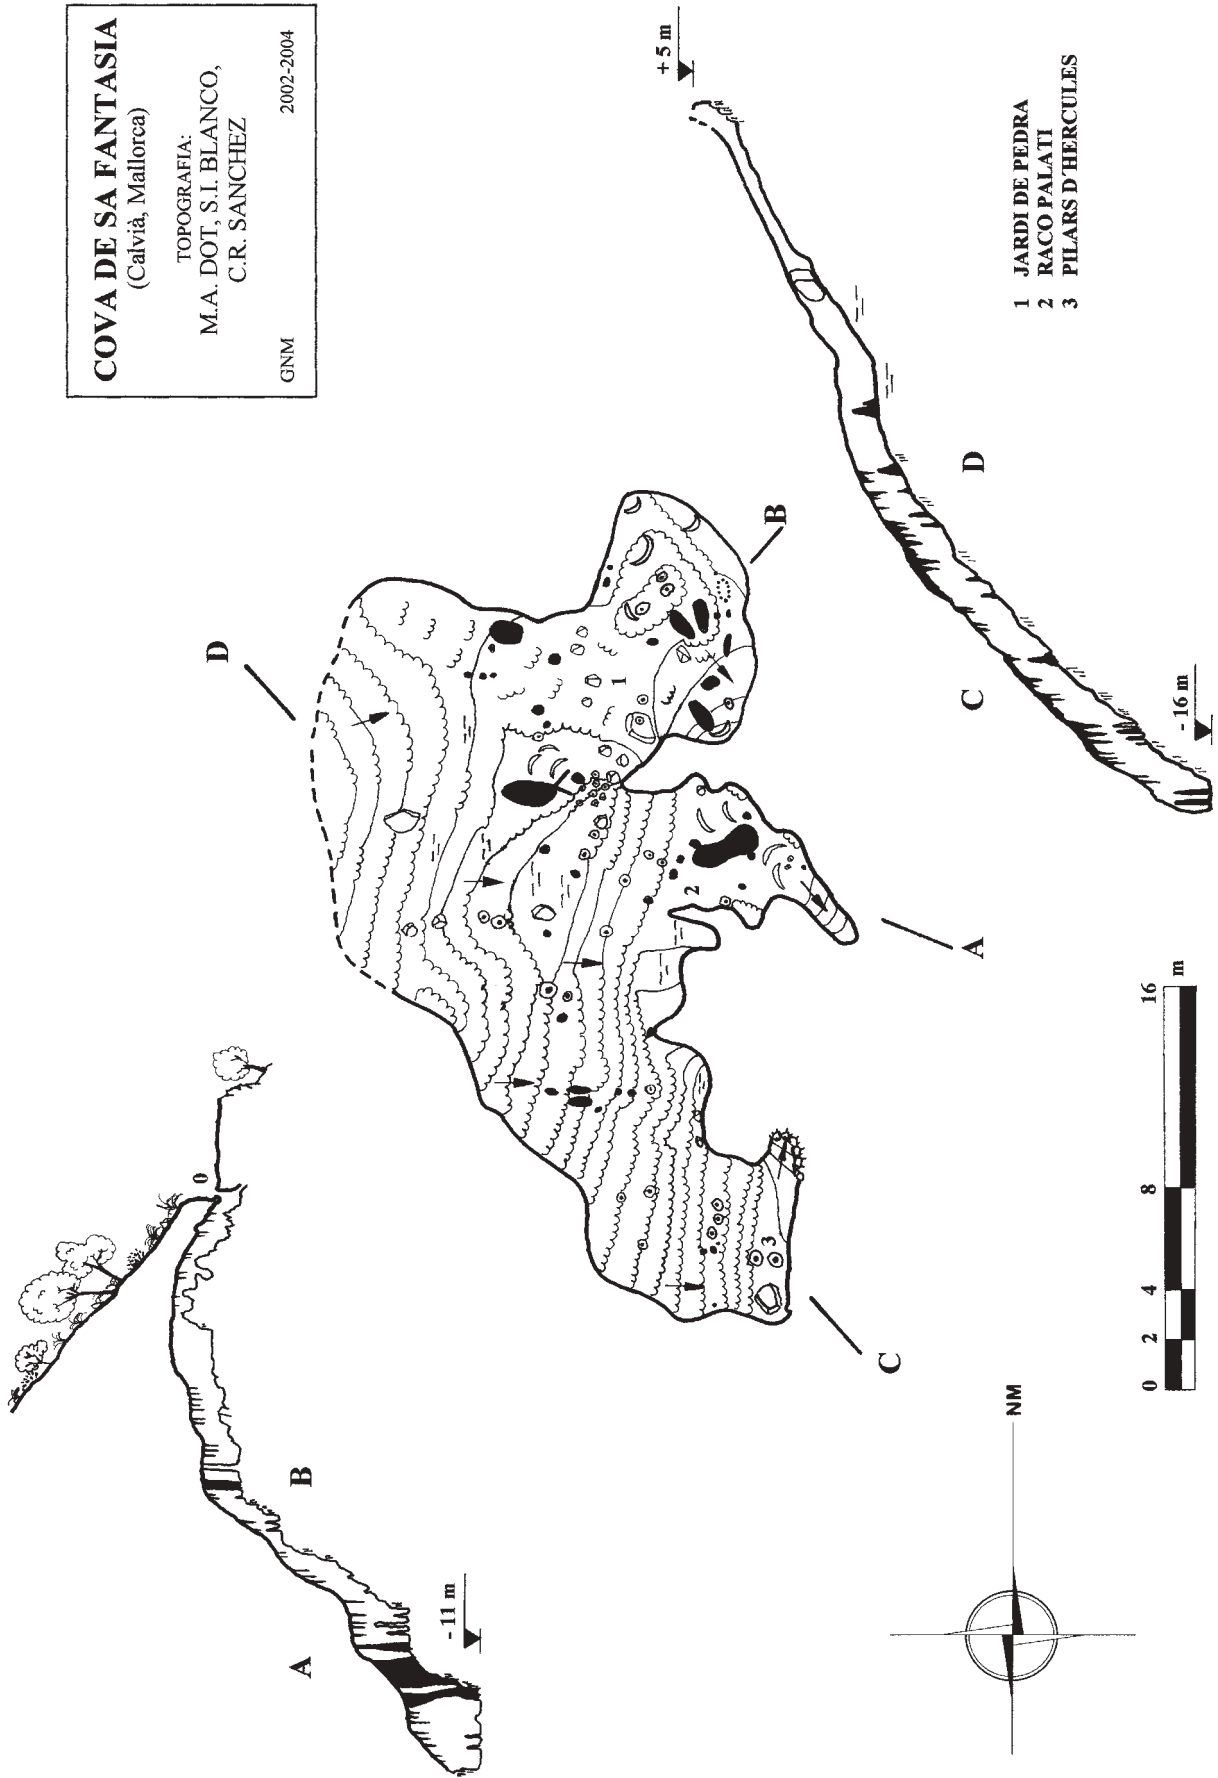 COVA DE SA FANTASIA
(Calvià, Mallorca)
TOPOGRAFIA:
M.A. DOT, S.I. BLANCO,
C.R. SANCHEZ
GNM 2002-2004
+ 5 m
- 16 m
C D
1 JARDI DE PEDRA
2 RACO PALATI
3 PILARS D'HERCULES
D
B
A
C
1
2
3
0
A B
- 11 m
NM
0 2 4 8 16
m